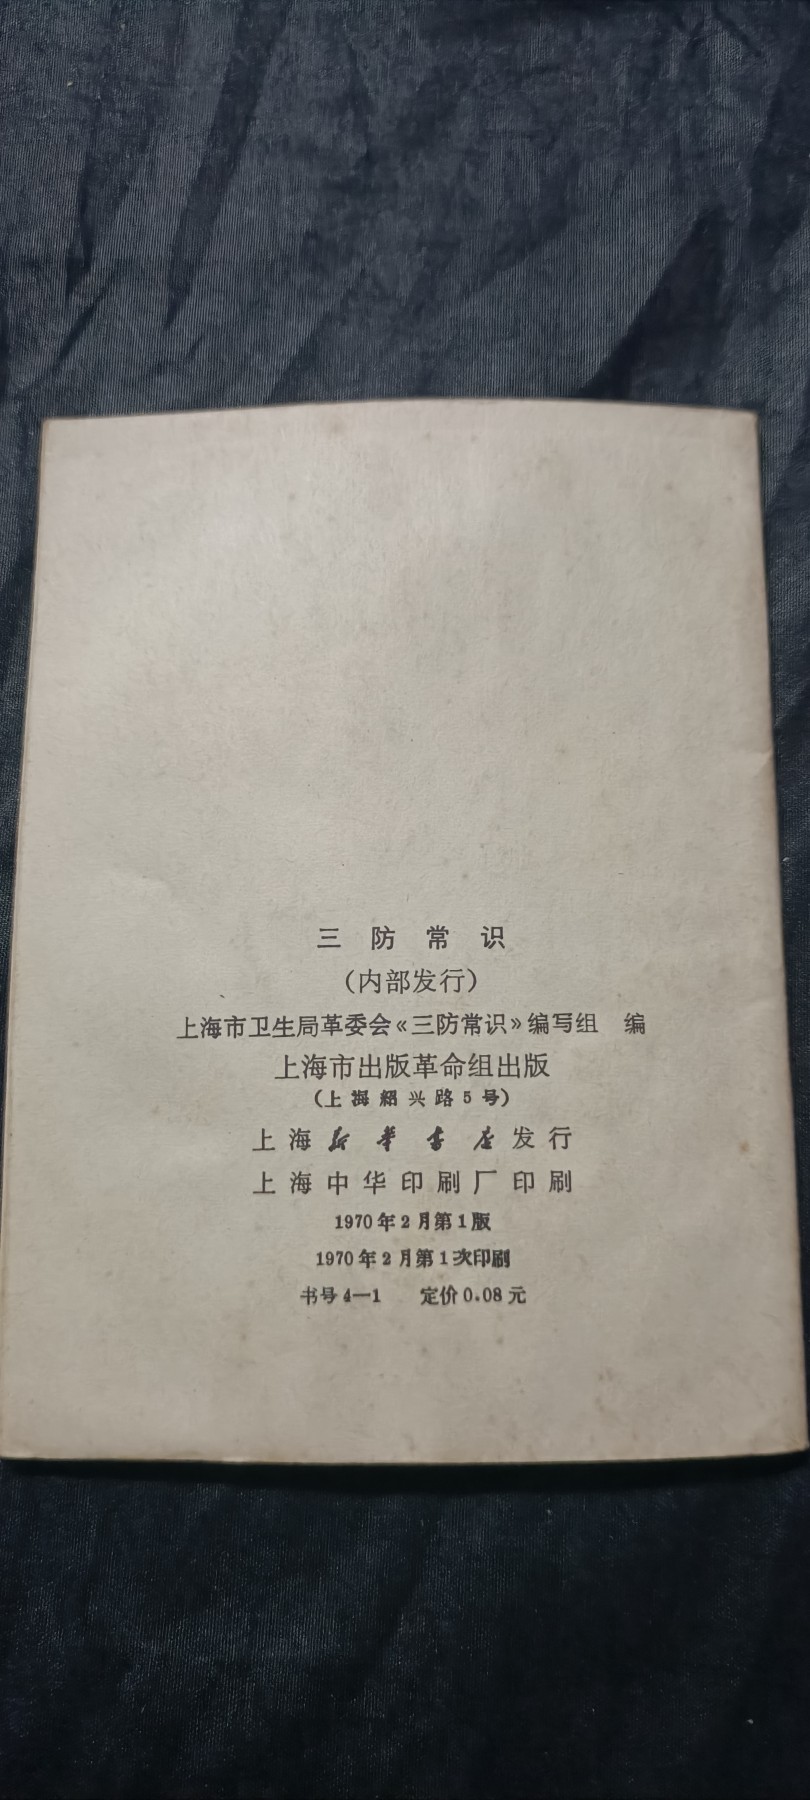 三防常识
(内部发行)
上海市卫生局革委会《三防常识》编写组 编
上海市出版革命组出版
(上海紹兴路5号)
上海新华书店发行
上海中华印刷厂印刷
1970年2月第1版
1970年2月第1次印刷
书号4—1 定价0.08元